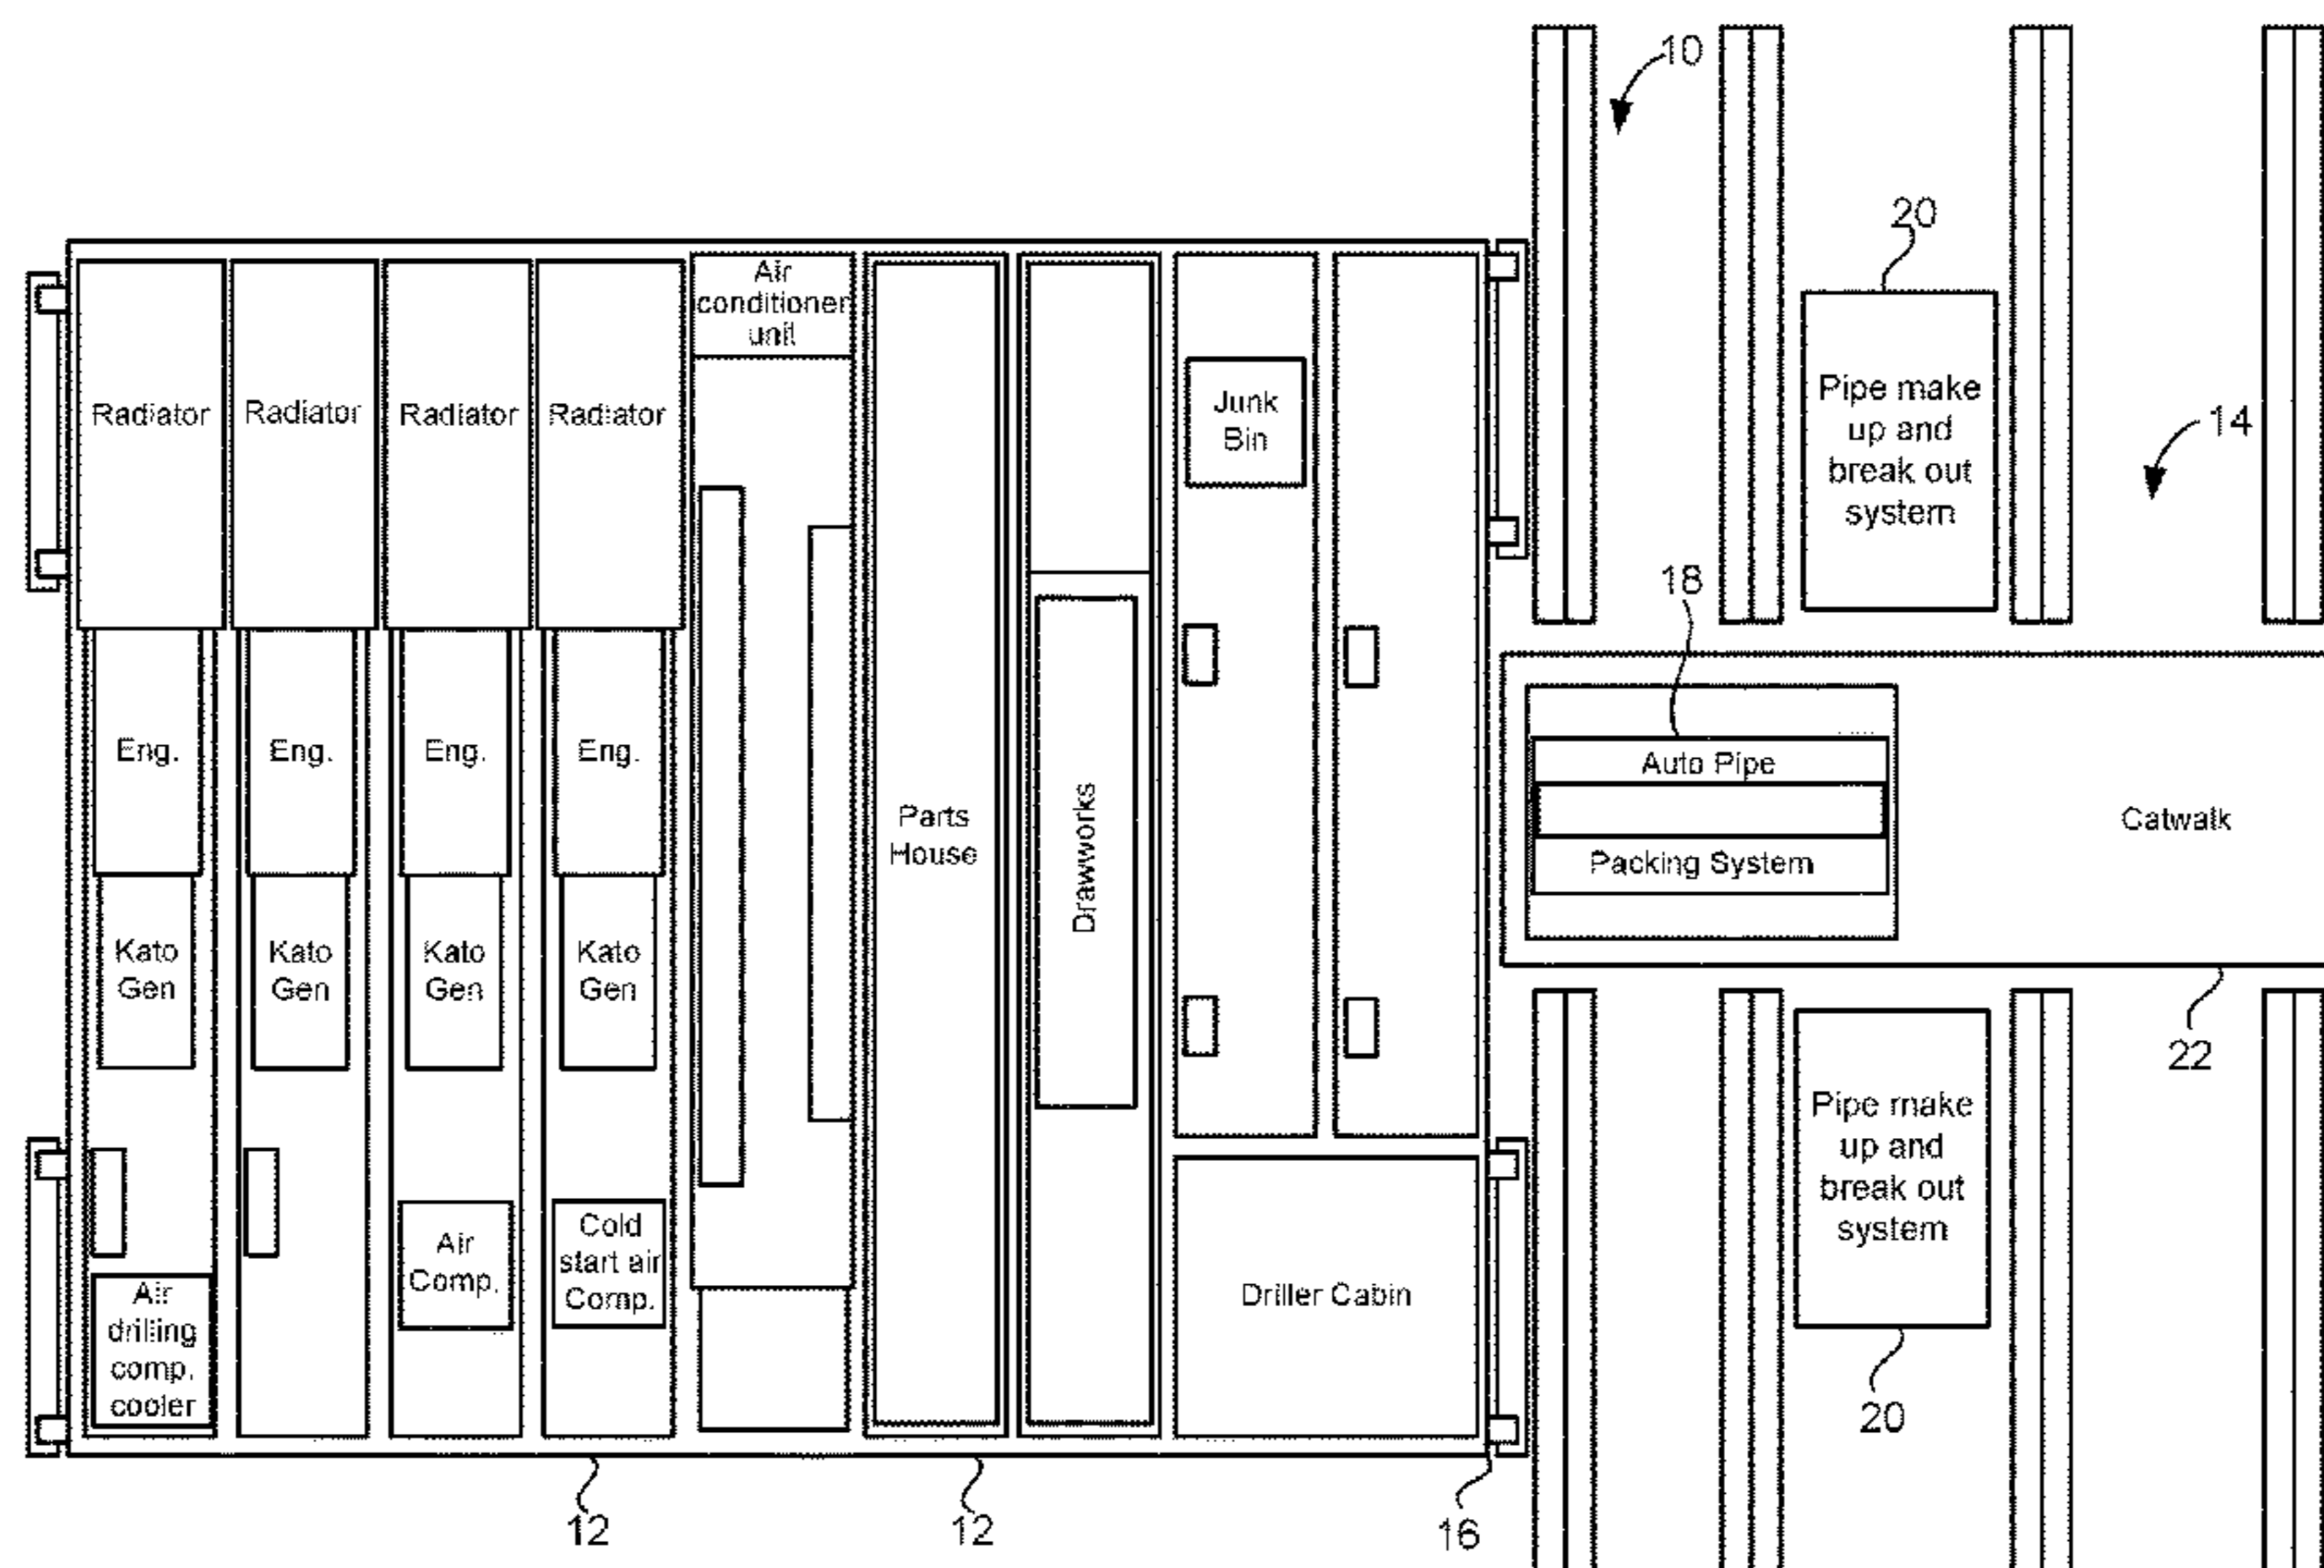 10
20
Air
conditioner
unit
Radiator
Radiator
Radiator
Radiator
Junk
Bin
Pipe make
up and
break out
system
14
18
Eng.
Eng.
Eng.
Eng.
Auto Pipe
Packing System
Parts
House
Drawworks
Catwalk
Kato
Gen
Kato
Gen
Kato
Gen
Kato
Gen
22
Pipe make
up and
break out
system
Air
drilling
comp.
cooler
Air
Comp.
Cold
start air
Comp.
Driller Cabin
20
12
12
16